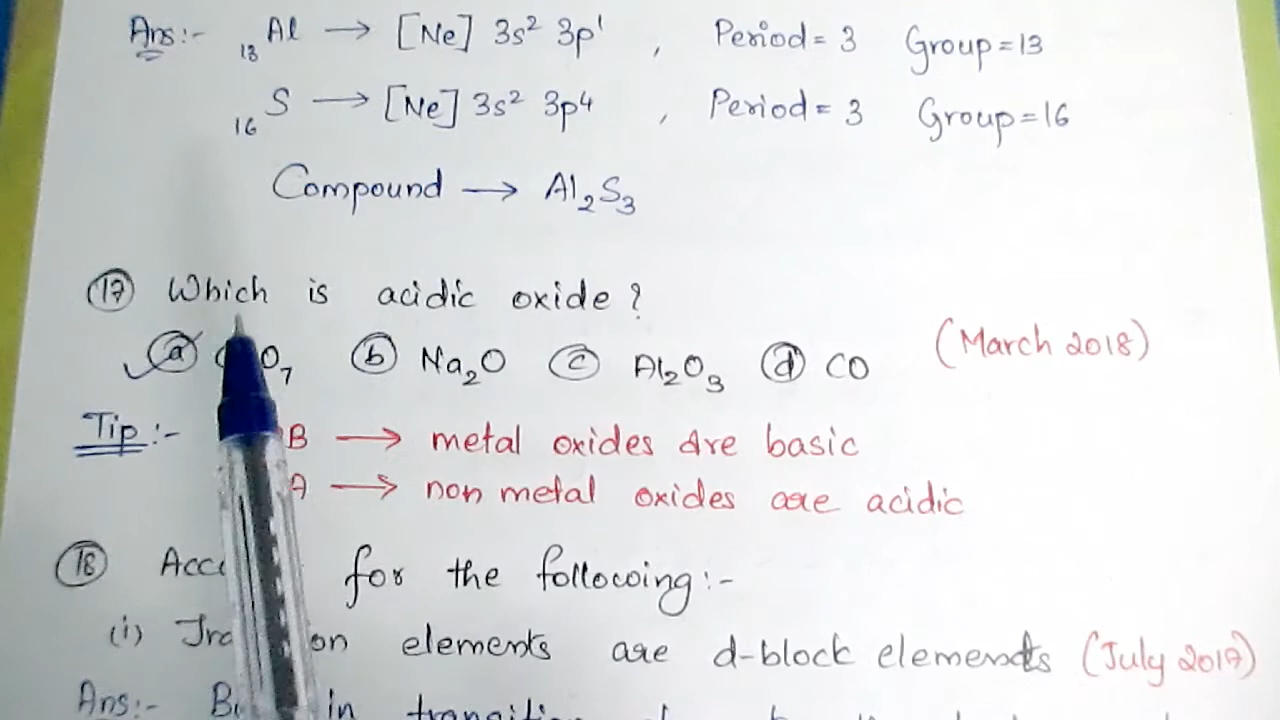 Ans:- ₁₃Al → [Ne] 3s² 3p¹ , Period = 3 Group = 13
₁₆S → [Ne] 3s² 3p⁴ , Period = 3 Group = 16
Compound → Al₂S₃
(17) Which is acidic oxide?
(a) O₇ (b) Na₂O (c) Al₂O₃ (d) CO (March 2018)
Tip:- B → metal oxides are basic
A → non metal oxides are acidic
(18) for the following:-
(i) elements are d-block elements (July 2017)
Ans:- in